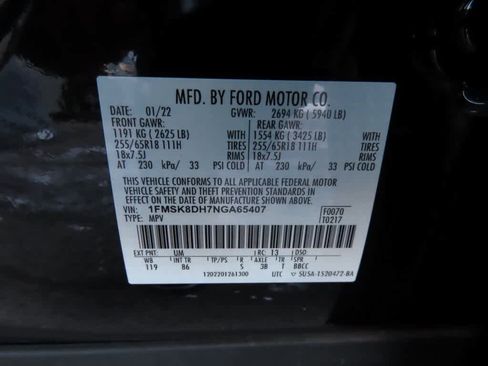 MFD. BY FORD MOTOR CO.
DATE: 01/22 GVWR: 2694 KG ( 5940 LB)
FRONT GAWR: REAR GAWR:
1191 KG ( 2625 LB) WITH 1554 KG ( 3425 LB) WITH
255/65R18 111H TIRES 255/65R18 111H TIRES
18x7.5J RIMS 18x7.5J RIMS
AT 230 kPa/ 33 PSI COLD AT 230 kPa/ 33 PSI COLD
THIS VEHICLE CONFORMS TO ALL APPLICABLE FEDERAL MOTOR
VEHICLE SAFETY AND THEFT PREVENTION STANDARDS IN
EFFECT ON THE DATE OF MANUFACTURE SHOWN ABOVE.
VIN: 1FMSK8DH7NGA65407 F0070
TYPE: MPV T0217
EXT PNT: UM RC: 13 DSO:
WB INT TR TP/PS R AXLE TR SPR
119 B6 5 3B T BBCC
1202201261300 UTC SU5A-1520472-BA